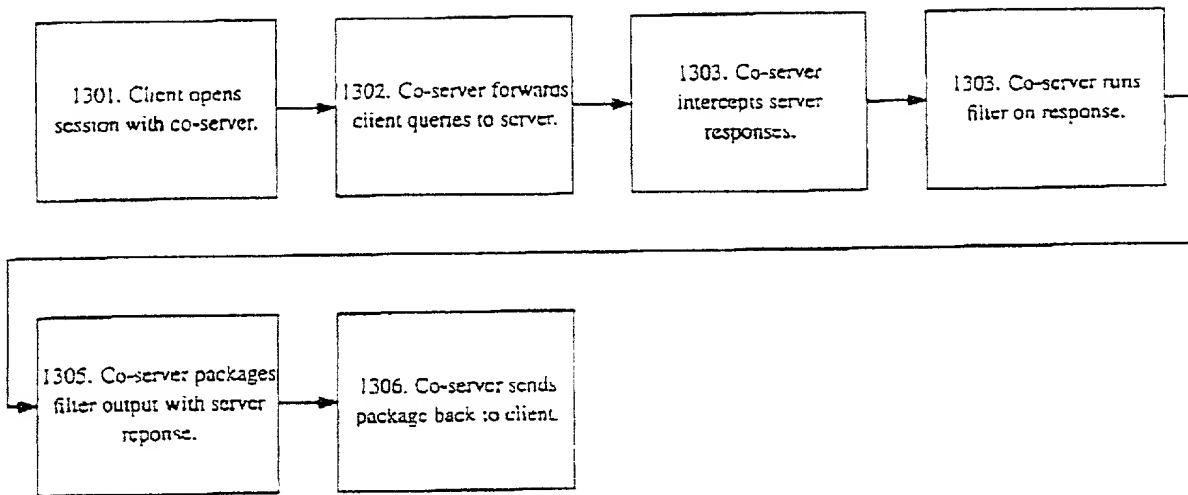 1301. Client opens
session with co-server.
1302. Co-server forwards
client queries to server.
1303. Co-server
intercepts server
responses.
1303. Co-server runs
filter on response.
1305. Co-server packages
filter output with server
reponse.
1306. Co-server sends
package back to client.